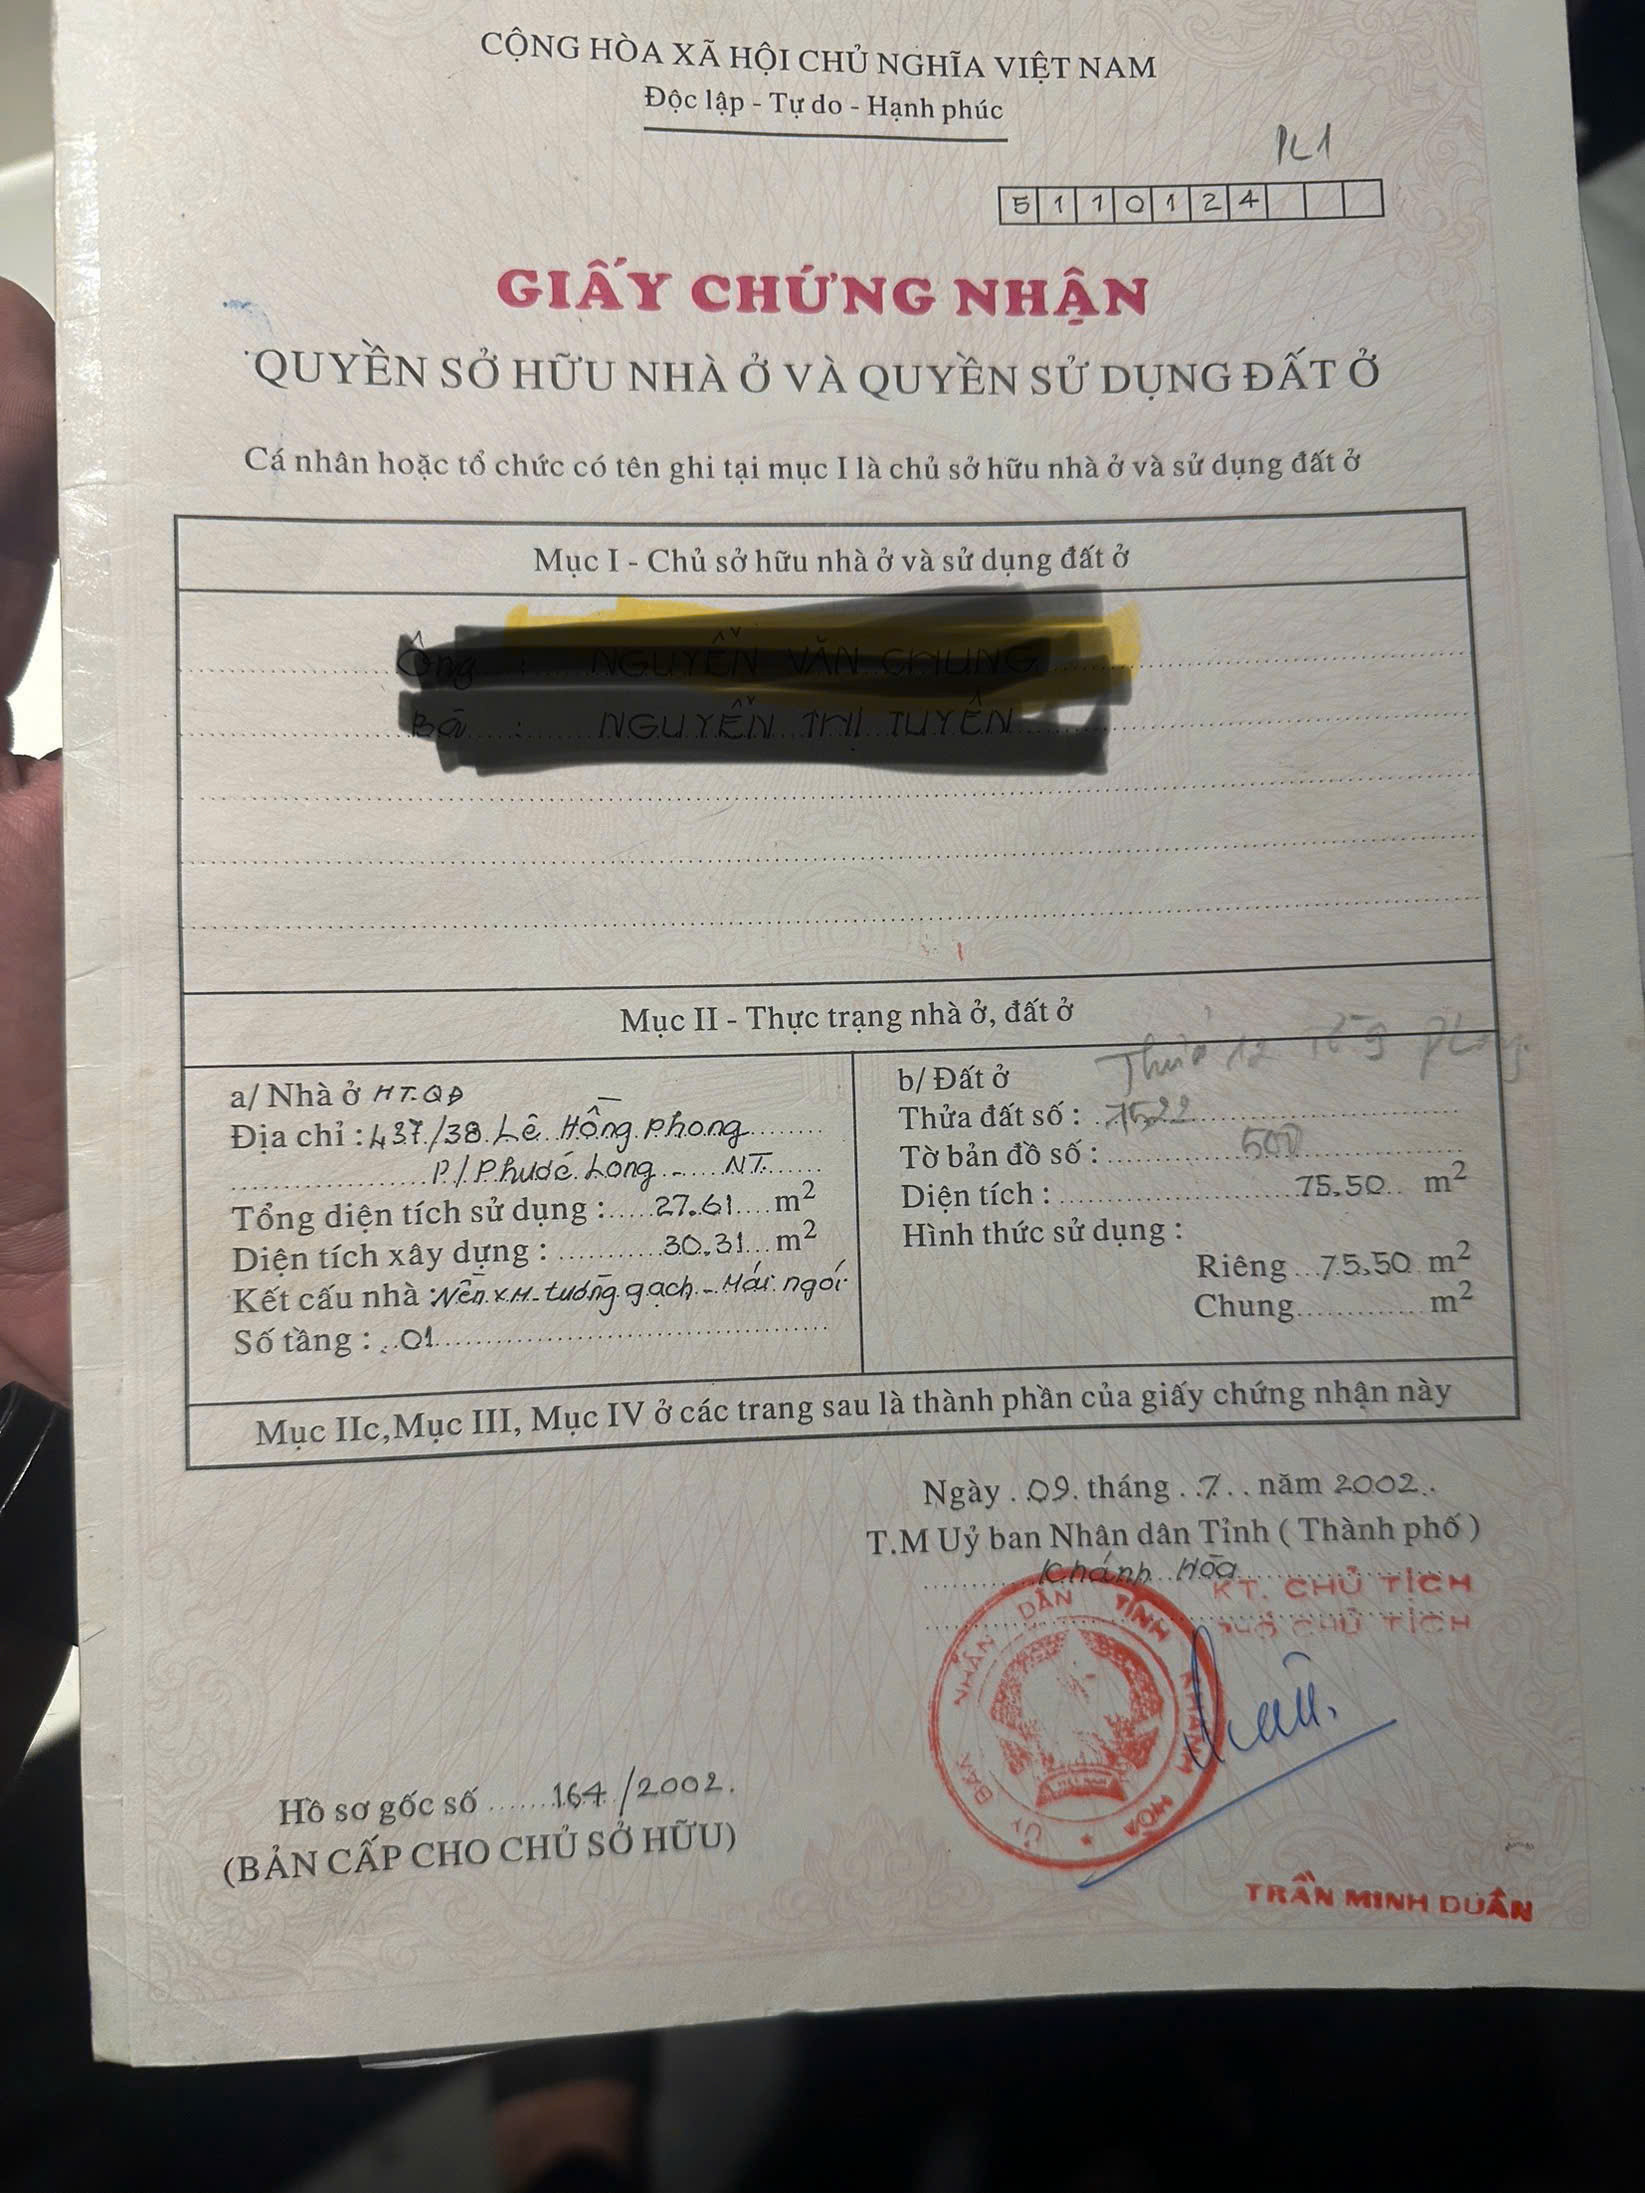 CỘNG HÒA XÃ HỘI CHỦ NGHĨA VIỆT NAM
Độc lập - Tự do - Hạnh phúc
PL1
5110124
GIẤY CHỨNG NHẬN
QUYỀN SỞ HỮU NHÀ Ở VÀ QUYỀN SỬ DỤNG ĐẤT Ở
Cá nhân hoặc tổ chức có tên ghi tại mục I là chủ sở hữu nhà ở và sử dụng đất ở
Mục I - Chủ sở hữu nhà ở và sử dụng đất ở
Mục II - Thực trạng nhà ở, đất ở
a/ Nhà ở HT-QĐ
Địa chỉ : 437/38 Lê Hồng Phong
P/ Phước Long - NT
Tổng diện tích sử dụng : 27.61 m2
Diện tích xây dựng : 30.31 m2
Kết cấu nhà : Nền XM - tường gạch - Mái ngói
Số tầng : 01
b/ Đất ở
Thửa đất số :
Tờ bản đồ số : 500
Diện tích : 75.50 m2
Hình thức sử dụng :
Riêng 75,50 m2
Chung m2
Mục IIc, Mục III, Mục IV ở các trang sau là thành phần của giấy chứng nhận này
Ngày 09 tháng 7 năm 2002
T.M Uỷ ban Nhân dân Tỉnh ( Thành phố )
Khánh Hòa
KT. CHỦ TỊCH
PHÓ CHỦ TỊCH
ỦY BAN NHÂN DÂN TỈNH KHÁNH HÒA
Hồ sơ gốc số 164/2002.
(BẢN CẤP CHO CHỦ SỞ HỮU)
TRẦN MINH DUÂN